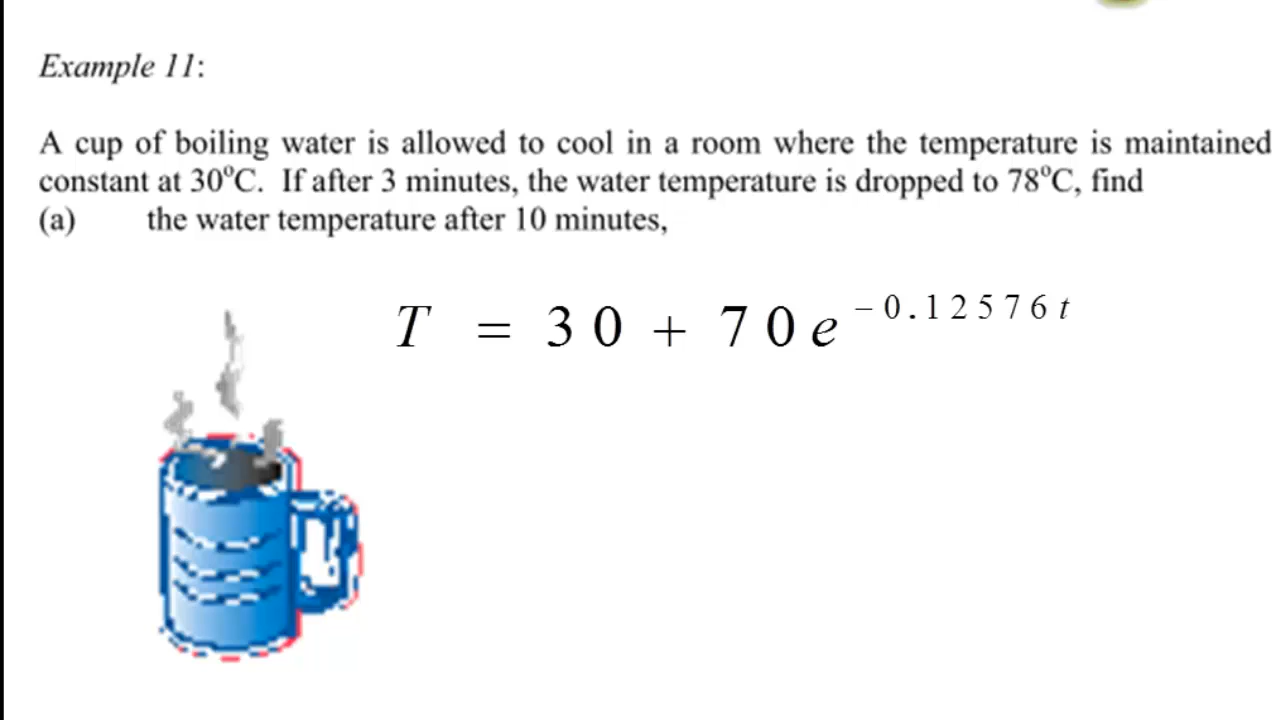 Example 11:
A cup of boiling water is allowed to cool in a room where the temperature is maintained
constant at 30°C. If after 3 minutes, the water temperature is dropped to 78°C, find
(a) the water temperature after 10 minutes,
T = 30 + 70e^{-0.12576t}